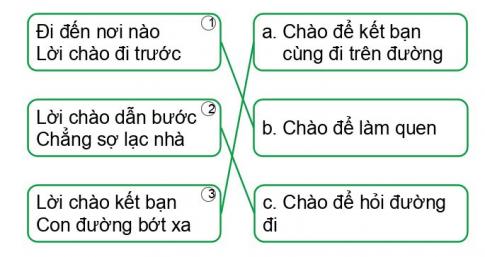 Đi đến nơi nào 1
Lời chào đi trước
Lời chào dẫn bước 2
Chẳng sợ lạc nhà
Lời chào kết bạn 3
Con đường bớt xa
a. Chào để kết bạn
cùng đi trên đường
b. Chào để làm quen
c. Chào để hỏi đường
đi